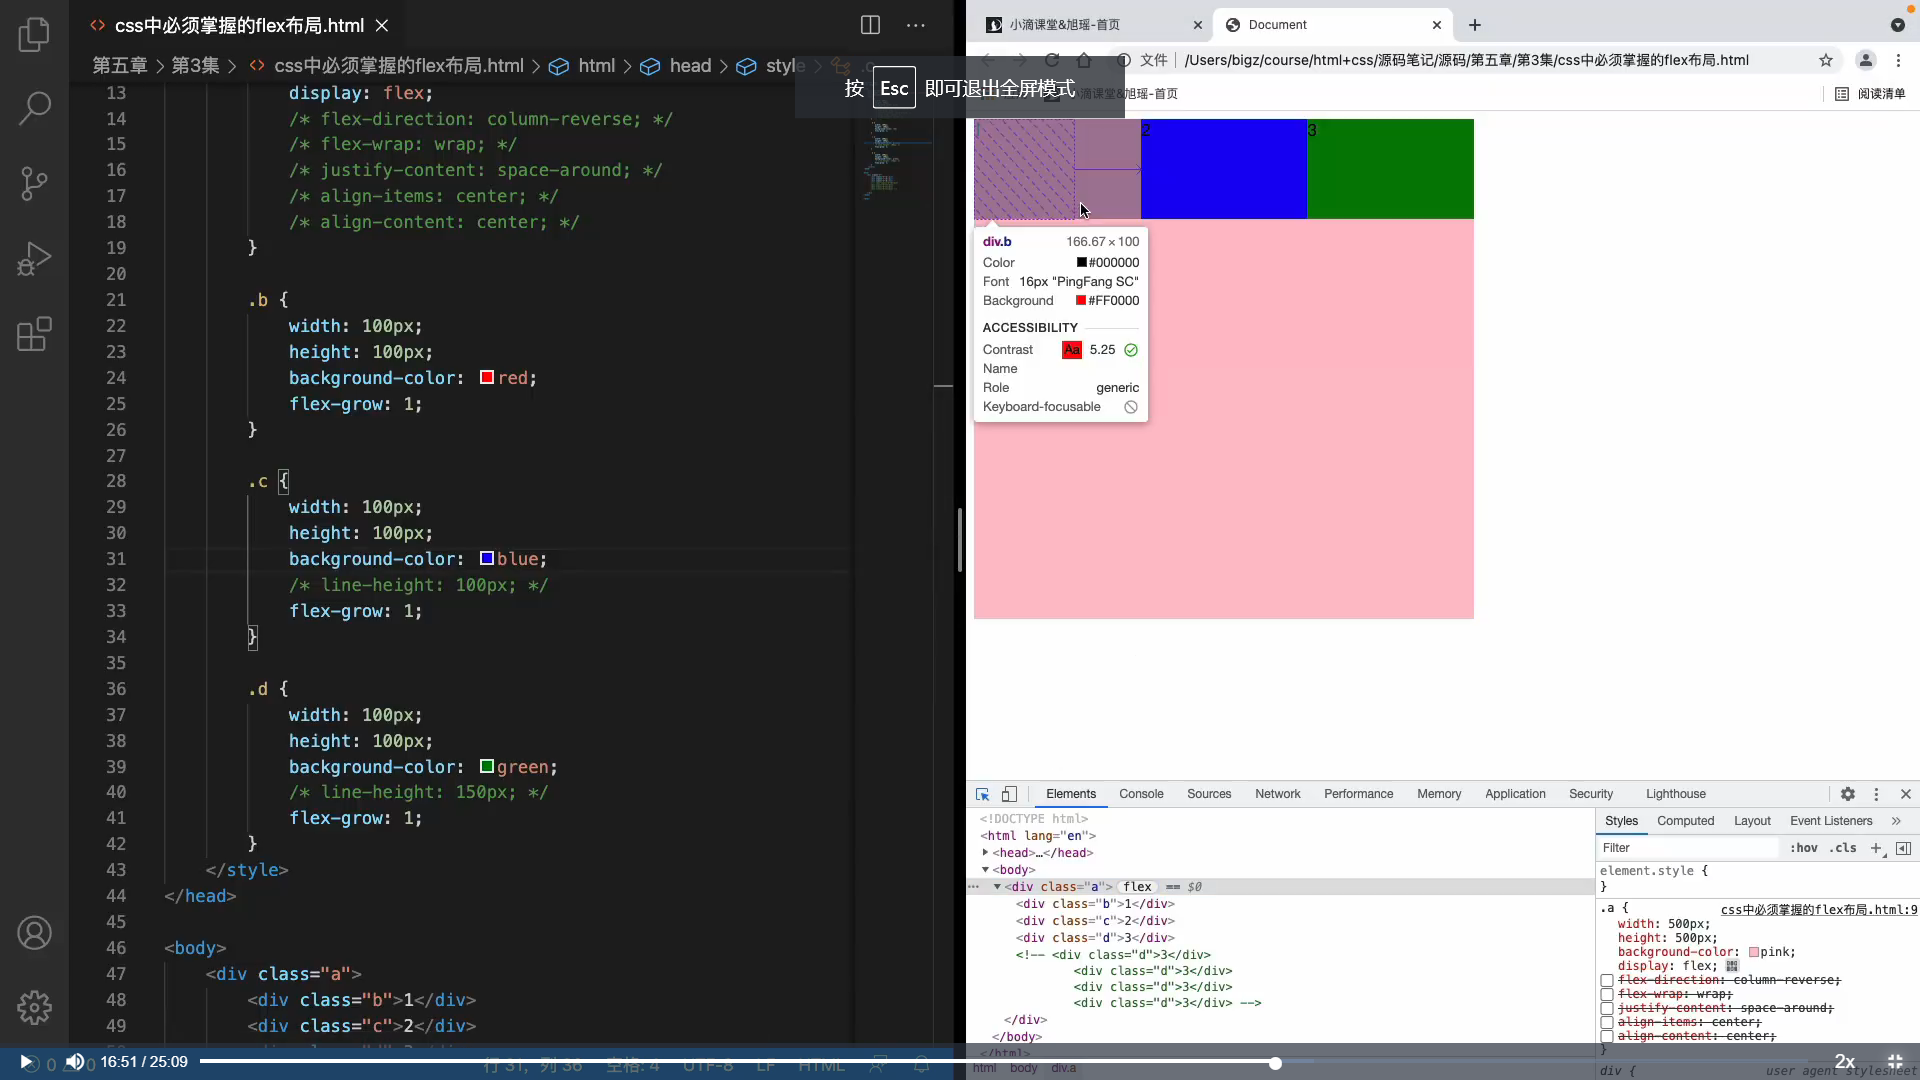 css中必须掌握的flex布局.html
第五章 > 第3集 > css中必须掌握的flex布局.html > html > head > style
13 display: flex;
14 /* flex-direction: column-reverse; */
15 /* flex-wrap: wrap; */
16 /* justify-content: space-around; */
17 /* align-items: center; */
18 /* align-content: center; */
19 }
20
21 .b {
22 width: 100px;
23 height: 100px;
24 background-color: red;
25 flex-grow: 1;
26 }
27
28 .c {
29 width: 100px;
30 height: 100px;
31 background-color: blue;
32 /* line-height: 100px; */
33 flex-grow: 1;
34 }
35
36 .d {
37 width: 100px;
38 height: 100px;
39 background-color: green;
40 /* line-height: 150px; */
41 flex-grow: 1;
42 }
43 </style>
44 </head>
45
46 <body>
47 <div class="a">
48 <div class="b">1</div>
49 <div class="c">2</div>
行 31, 列 36 空格: 4 UTF-8 LF HTML
16:51 / 25:09
2x
按 Esc 即可退出全屏模式
小滴课堂&旭瑶-首页
Document
文件 /Users/bigz/course/html+css/源码笔记/源码/第五章/第3集/css中必须掌握的flex布局.html
小滴课堂&旭瑶-首页
阅读清单
1
2
3
div.b 166.67 × 100
Color #000000
Font 16px "PingFang SC"
Background #FF0000
ACCESSIBILITY
Contrast Aa 5.25
Name
Role generic
Keyboard-focusable
Elements Console Sources Network Performance Memory Application Security Lighthouse
<!DOCTYPE html>
<html lang="en">
<head>…</head>
<body>
<div class="a"> flex == $0
<div class="b">1</div>
<div class="c">2</div>
<div class="d">3</div>
<!-- <div class="d">3</div>
<div class="d">3</div>
<div class="d">3</div>
<div class="d">3</div> -->
</div>
</body>
</html>
html body div.a
Styles Computed Layout Event Listeners »
Filter :hov .cls +
element.style {
}
.a { css中必须掌握的flex布局.html:9
width: 500px;
height: 500px;
background-color: pink;
display: flex;
flex-direction: column-reverse;
flex-wrap: wrap;
justify-content: space-around;
align-items: center;
align-content: center;
}
div { user agent stylesheet